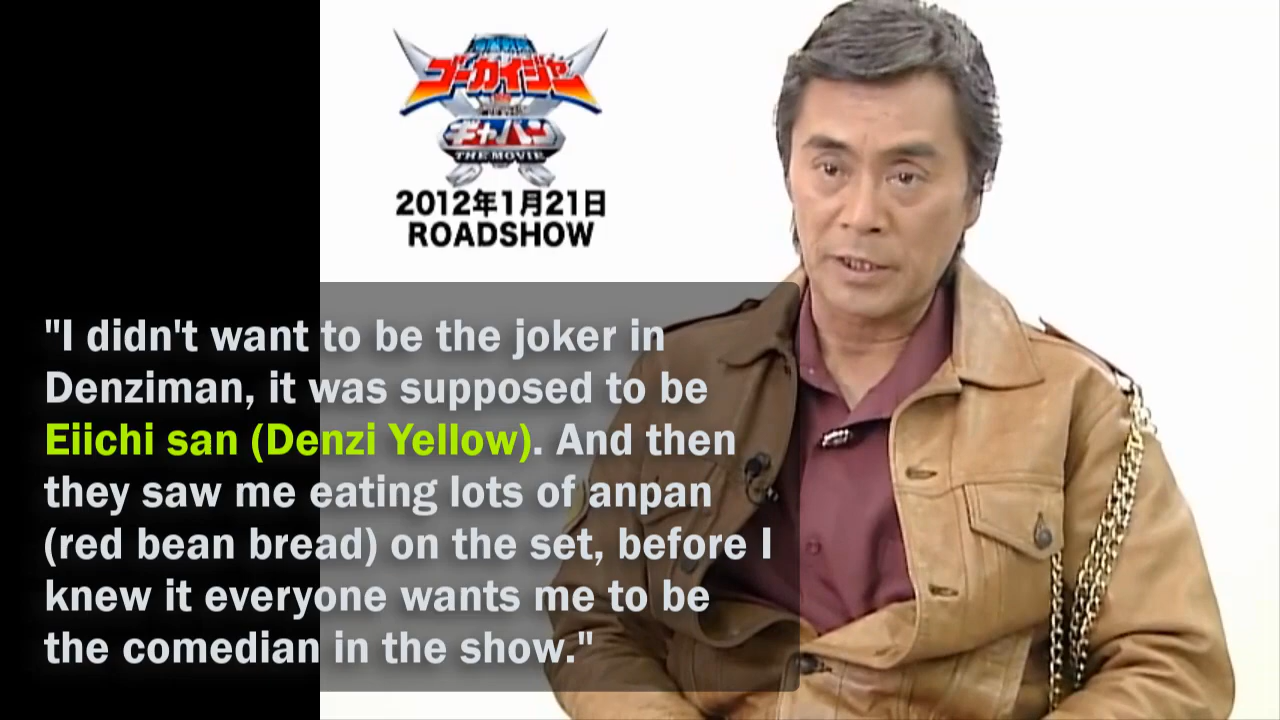 ゴーカイジャー
ギャバン
THE MOVIE
2012年1月21日
ROADSHOW
"I didn't want to be the joker in
Denziman, it was supposed to be
Eiichi san (Denzi Yellow). And then
they saw me eating lots of anpan
(red bean bread) on the set, before I
knew it everyone wants me to be
the comedian in the show."